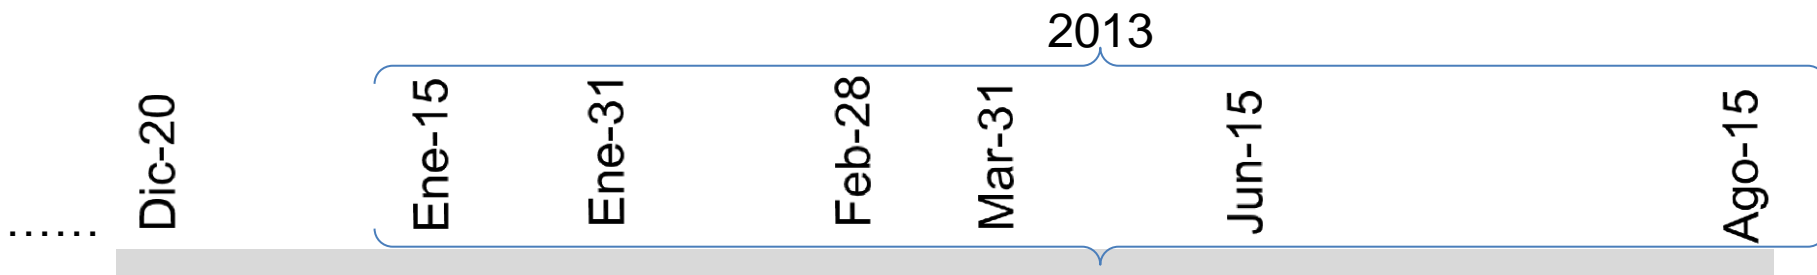 2013
Dic-20
Ene-15
Ene-31
Feb-28
Mar-31
Jun-15
Ago-15
......